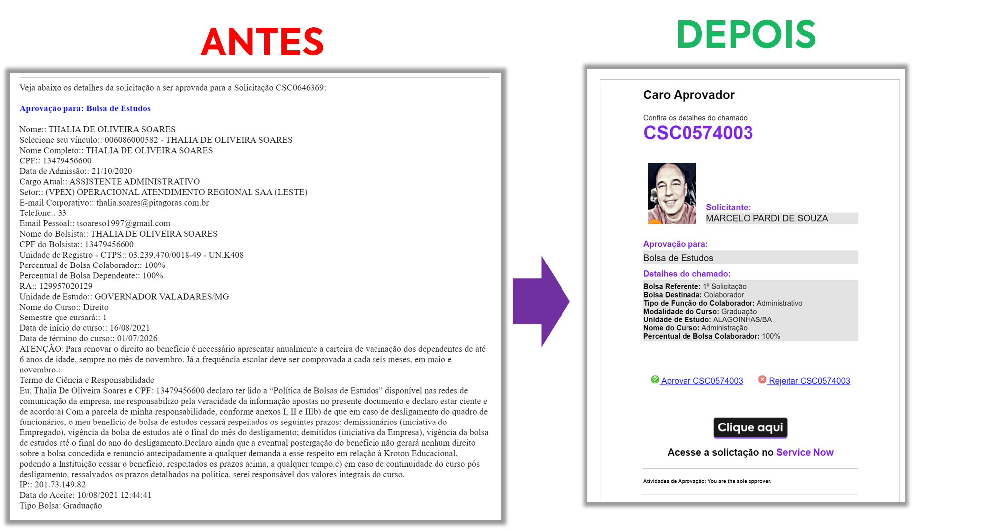 ANTES
Veja abaixo os detalhes da solicitação a ser aprovada para a Solicitação CSC0646369:
Aprovação para: Bolsa de Estudos
Nome:: THALIA DE OLIVEIRA SOARES
Selecione seu vínculo:: 006086000582 - THALIA DE OLIVEIRA SOARES
Nome Completo:: THALIA DE OLIVEIRA SOARES
CPF:: 13479456600
Data de Admissão:: 21/10/2020
Cargo Atual:: ASSISTENTE ADMINISTRATIVO
Setor:: (VPEX) OPERACIONAL ATENDIMENTO REGIONAL SAA (LESTE)
E-mail Corporativo:: thalia.soares@pitagoras.com.br
Telefone:: 33
Email Pessoal:: tsoareso1997@gmail.com
Nome do Bolsista:: THALIA DE OLIVEIRA SOARES
CPF do Bolsista:: 13479456600
Unidade de Registro - CTPS:: 03.239.470/0018-49 - UN.K408
Percentual de Bolsa Colaborador:: 100%
Percentual de Bolsa Dependente:: 100%
RA:: 129957020129
Unidade de Estudo:: GOVERNADOR VALADARES/MG
Nome do Curso:: Direito
Semestre que cursará:: 1
Data de início do curso:: 16/08/2021
Data de término do curso:: 01/07/2026
ATENÇÃO: Para renovar o direito ao benefício é necessário apresentar anualmente a carteira de vacinação dos dependentes de até
6 anos de idade, sempre no mês de novembro. Já a frequência escolar deve ser comprovada a cada seis meses, em maio e
novembro.:
Termo de Ciência e Responsabilidade
Eu, Thalia De Oliveira Soares e CPF: 13479456600 declaro ter lido a “Política de Bolsas de Estudos” disponível nas redes de
comunicação da empresa, me responsabilizo pela veracidade da informação apostas no presente documento e declaro estar ciente e
de acordo:a) Com a parcela de minha responsabilidade, conforme anexos I, II e IIIb) de que em caso de desligamento do quadro de
funcionários, o meu benefício de bolsa de estudos cessará respeitados os seguintes prazos: demissionários (iniciativa do
Empregado), vigência da bolsa de estudos até o final do mês do desligamento; demitidos (iniciativa da Empresa), vigência da bolsa
de estudos até o final do ano do desligamento.Declaro ainda que a eventual postergação do benefício não gerará nenhum direito
sobre a bolsa concedida e renuncio antecipadamente a qualquer demanda a esse respeito em relação à Kroton Educacional,
podendo a Instituição cessar o benefício, respeitados os prazos acima, a qualquer tempo.c) em caso de continuidade do curso pós
desligamento, ressalvados os prazos detalhados na política, serei responsável dos valores integrais do curso.
IP:: 201.73.149.82
Data do Aceite: 10/08/2021 12:44:41
Tipo Bolsa: Graduação
DEPOIS
Caro Aprovador
Confira os detalhes do chamado
CSC0574003
Solicitante:
MARCELO PARDI DE SOUZA
Aprovação para:
Bolsa de Estudos
Detalhes do chamado:
Bolsa Referente: 1º Solicitação
Bolsa Destinada: Colaborador
Tipo de Função do Colaborador: Administrativo
Modalidade do Curso: Graduação
Unidade de Estudo: ALAGOINHAS/BA
Nome do Curso: Administração
Percentual de Bolsa Colaborador: 100%
Aprovar CSC0574003 Rejeitar CSC0574003
Clique aqui
Acesse a solictação no Service Now
Atividades de Aprovação: You are the sole approver.